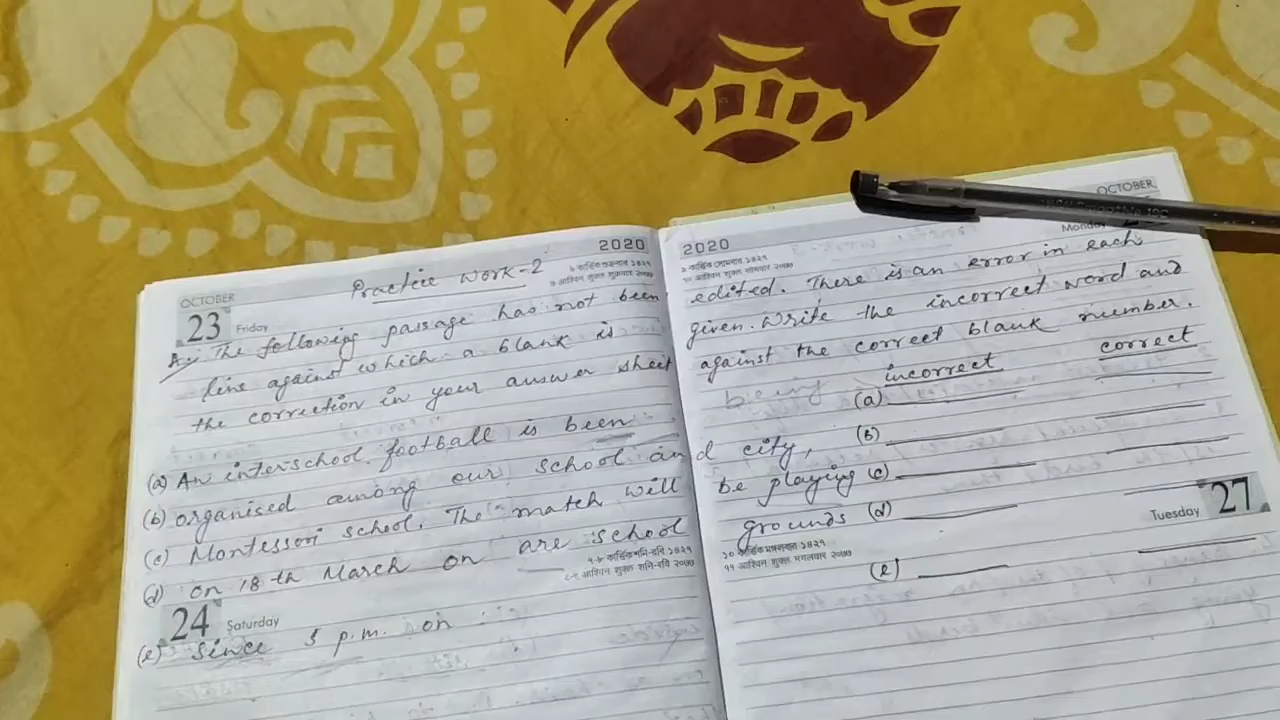 2020
OCTOBER
23 Friday
Practice work-2
A.) The following passage has not been
line against which a blank is
the correction in your answer sheet
(a) An interschool football is been
(b) organised among our school and city,
(c) Montessori school. The match will
(d) on 18th March on are school
24 Saturday
(e) Since 5 p.m. on :
2020
OCTOBER
edited. There is an error in each
given. Write the incorrect word and
against the correct blank number.
incorrect correct
being
(a)
(b)
be playing (c)
grounds (d)
Tuesday 27
(e)